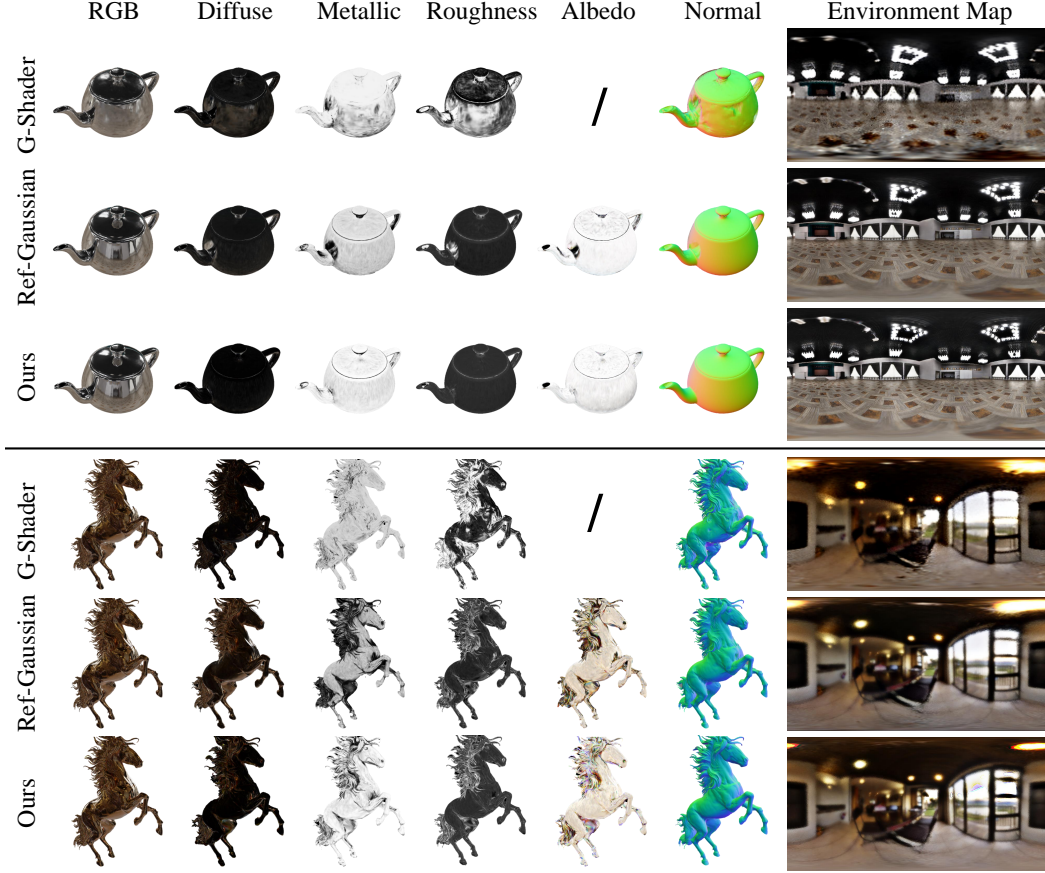 RGB Diffuse Metallic Roughness Albedo Normal Environment Map
G-Shader
/
Ref-Gaussian
Ours
G-Shader
/
Ref-Gaussian
Ours